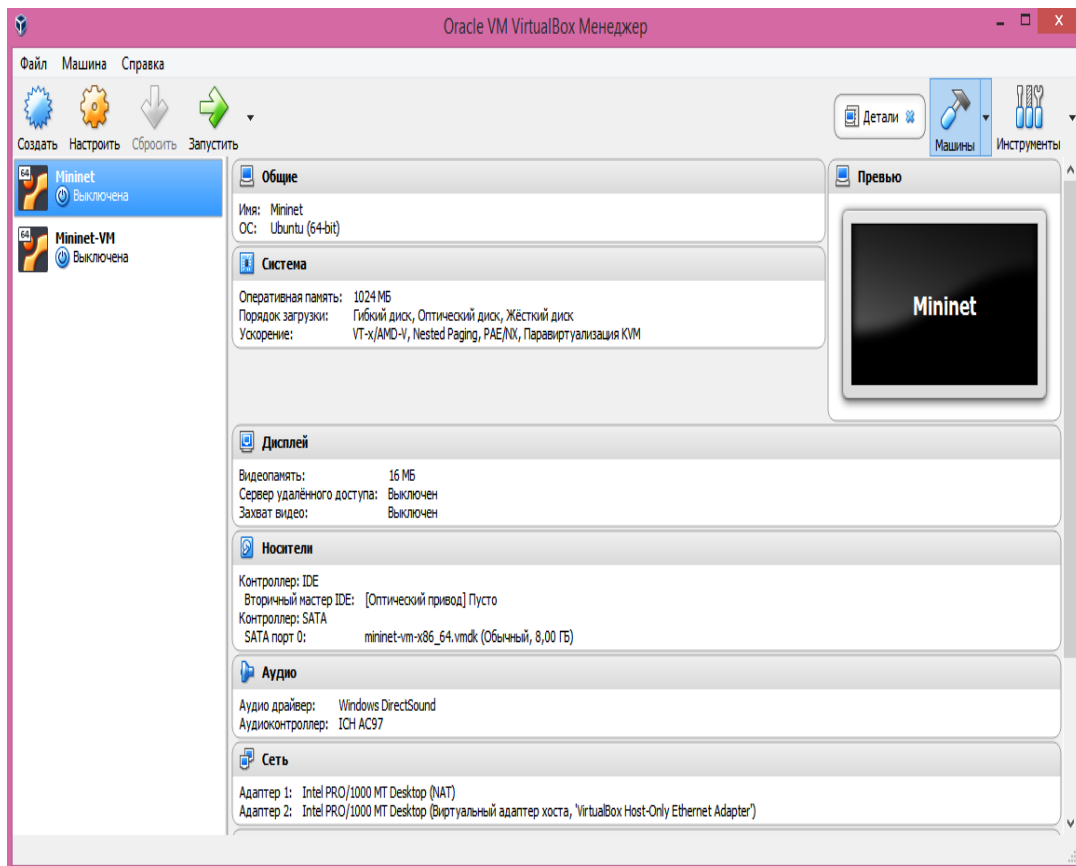 Oracle VM VirtualBox Менеджер
Файл Машина Справка
Создать Настроить Сбросить Запустить
Детали Машины Инструменты
64 Mininet
Выключена
64 Mininet-VM
Выключена
Общие
Имя: Mininet
ОС: Ubuntu (64-bit)
Система
Оперативная память: 1024 МБ
Порядок загрузки: Гибкий диск, Оптический диск, Жёсткий диск
Ускорение: VT-x/AMD-V, Nested Paging, PAE/NX, Паравиртуализация KVM
Превью
Mininet
Дисплей
Видеопамять: 16 МБ
Сервер удалённого доступа: Выключен
Захват видео: Выключен
Носители
Контроллер: IDE
Вторичный мастер IDE: [Оптический привод] Пусто
Контроллер: SATA
SATA порт 0: mininet-vm-x86_64.vmdk (Обычный, 8,00 ГБ)
Аудио
Аудио драйвер: Windows DirectSound
Аудиоконтроллер: ICH AC97
Сеть
Адаптер 1: Intel PRO/1000 MT Desktop (NAT)
Адаптер 2: Intel PRO/1000 MT Desktop (Виртуальный адаптер хоста, 'VirtualBox Host-Only Ethernet Adapter')